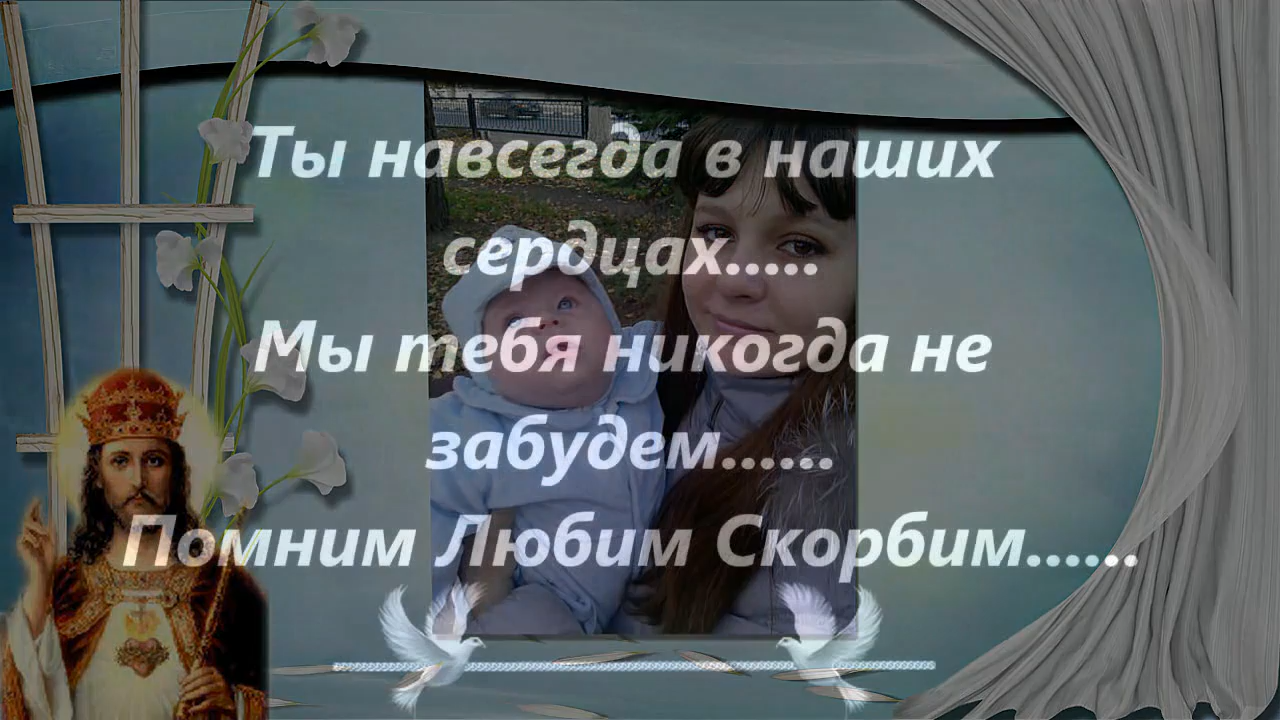 Ты навсегда в наших
сердцах.....
Мы тебя никогда не
забудем......
Помним Любим Скорбим......